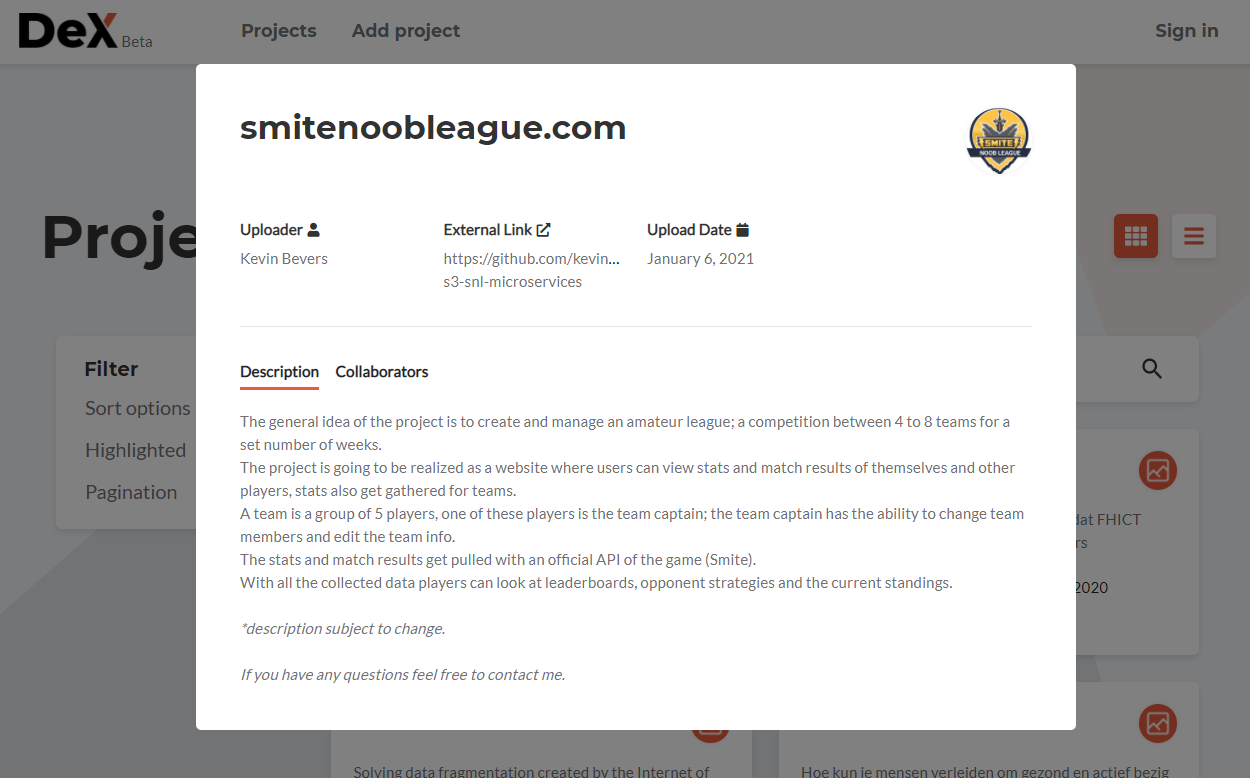 DeX Beta
Projects
Add project
Sign in
smitenoobleague.com
SMITE
NOOB LEAGUE
Proje
Uploader
Kevin Bevers
External Link
https://github.com/kevin...
s3-snl-microservices
Upload Date
January 6, 2021
Filter
Sort options
Highlighted
Pagination
Description
Collaborators
The general idea of the project is to create and manage an amateur league; a competition between 4 to 8 teams for a
set number of weeks.
The project is going to be realized as a website where users can view stats and match results of themselves and other
players, stats also get gathered for teams.
A team is a group of 5 players, one of these players is the team captain; the team captain has the ability to change team
members and edit the team info.
The stats and match results get pulled with an official API of the game (Smite).
With all the collected data players can look at leaderboards, opponent strategies and the current standings.
*description subject to change.
If you have any questions feel free to contact me.
dat FHICT
rs
2020
Solving data fragmentation created by the Internet of
Hoe kun je mensen verleiden om gezond en actief bezig